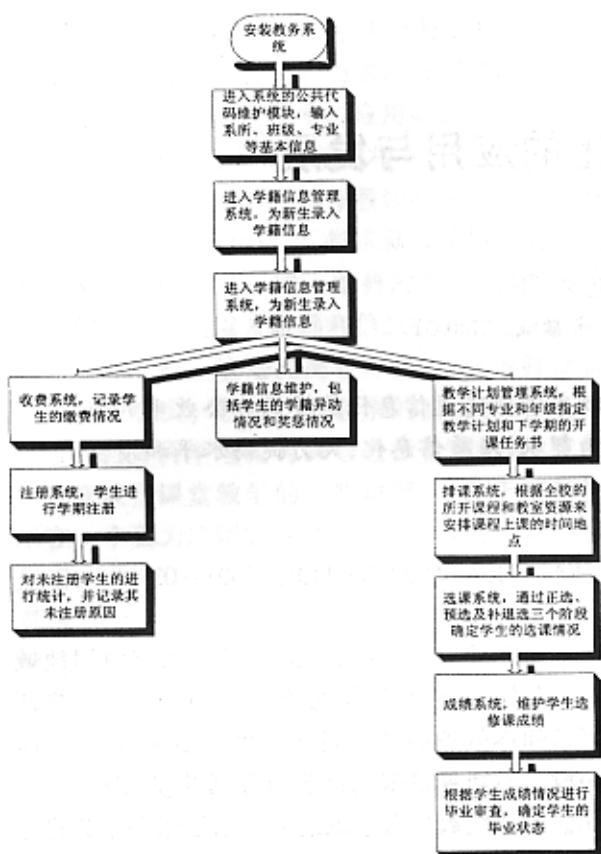 安装教务系
统
进入系统的公共代
码维护模块，输入
系所、班级、专业
等基本信息
进入学籍信息管理
系统，为新生录入
学籍信息
进入学籍信息管理
系统，为新生录入
学籍信息
收费系统，记录学
生的缴费情况
注册系统，学生进
行学期注册
对未注册学生的进
行统计，并记录其
未注册原因
学籍信息维护，包
括学生的学籍异动
情况和奖惩情况
教学计划管理系统，根
据不同专业和年级指定
教学计划和下学期的开
课任务书
排课系统，根据全校的
所开课程和教室资源来
安排课程上课的时间地
点
选课系统，通过正选、
预选及补退选三个阶段
确定学生的选课情况
成绩系统，维护学生选
修课成绩
根据学生成绩情况进行
毕业审查，确定学生的
毕业状态